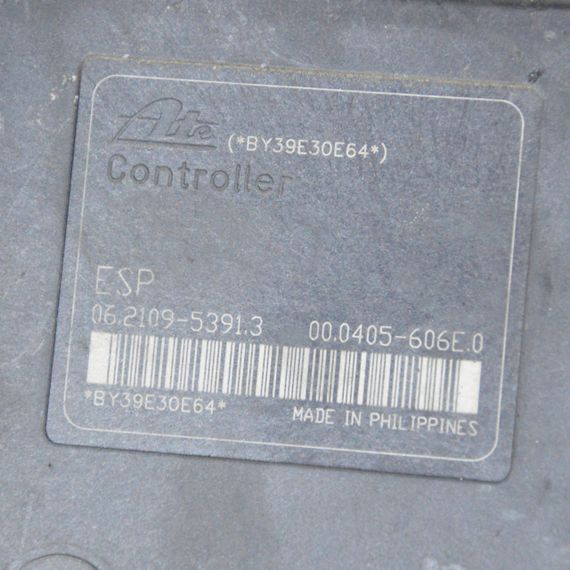 Ate (*BY39E30E64*)
Controller
ESP
06.2109-5391.3 00.0405-606E.0
*BY39E30E64* MADE IN PHILIPPINES